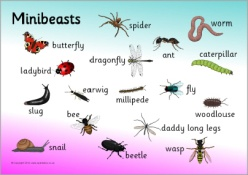 Minibeasts
spider
worm
butterfly
dragonfly
ant
caterpillar
ladybird
earwig
millipede
fly
slug
woodlouse
bee
daddy long legs
snail
beetle
wasp